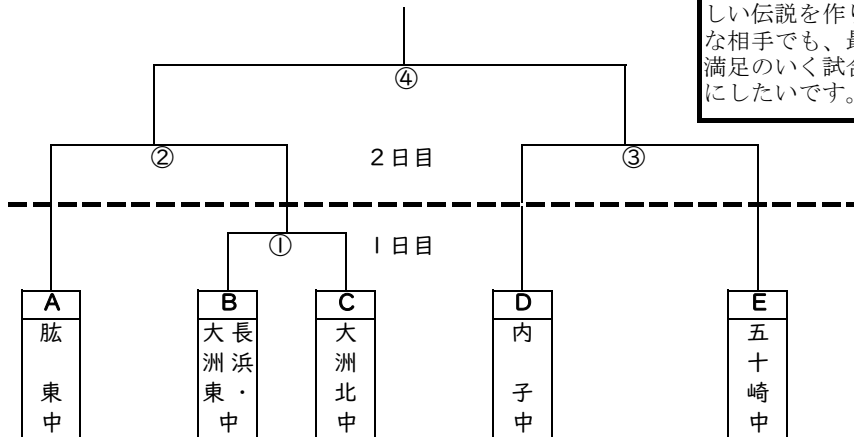 しい伝説を作り
な相手でも、最
満足のいく試合
にしたいです。
④
②
2日目
③
①
1日目
A
B
C
D
E
肱東中
長浜・
大洲東
中
大洲北中
内子中
五十崎中